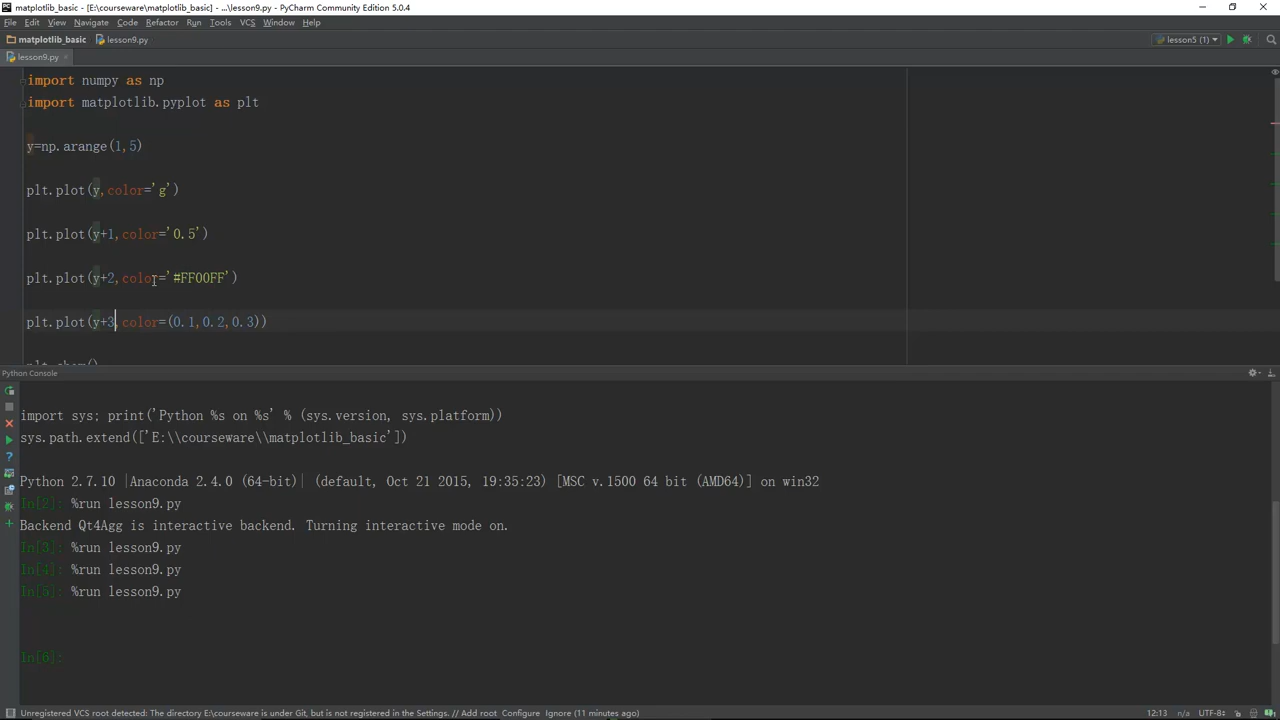 matplotlib_basic - [E:\courseware\matplotlib_basic] - ...\lesson9.py - PyCharm Community Edition 5.0.4
File Edit View Navigate Code Refactor Run Tools VCS Window Help
matplotlib_basic lesson9.py lesson5 (1)
lesson9.py
import numpy as np
import matplotlib.pyplot as plt
y=np.arange(1,5)
plt.plot(y,color='g')
plt.plot(y+1,color='0.5')
plt.plot(y+2,color='#FF00FF')
plt.plot(y+3,color=(0.1,0.2,0.3))
plt.show()
Python Console
import sys; print('Python %s on %s' % (sys.version, sys.platform))
sys.path.extend(['E:\\courseware\\matplotlib_basic'])
Python 2.7.10 |Anaconda 2.4.0 (64-bit)| (default, Oct 21 2015, 19:35:23) [MSC v.1500 64 bit (AMD64)] on win32
In[2]: %run lesson9.py
Backend Qt4Agg is interactive backend. Turning interactive mode on.
In[3]: %run lesson9.py
In[4]: %run lesson9.py
In[5]: %run lesson9.py
In[6]:
Unregistered VCS root detected: The directory E:\courseware is under Git, but is not registered in the Settings. // Add root Configure Ignore (11 minutes ago) 12:13 n/a UTF-8